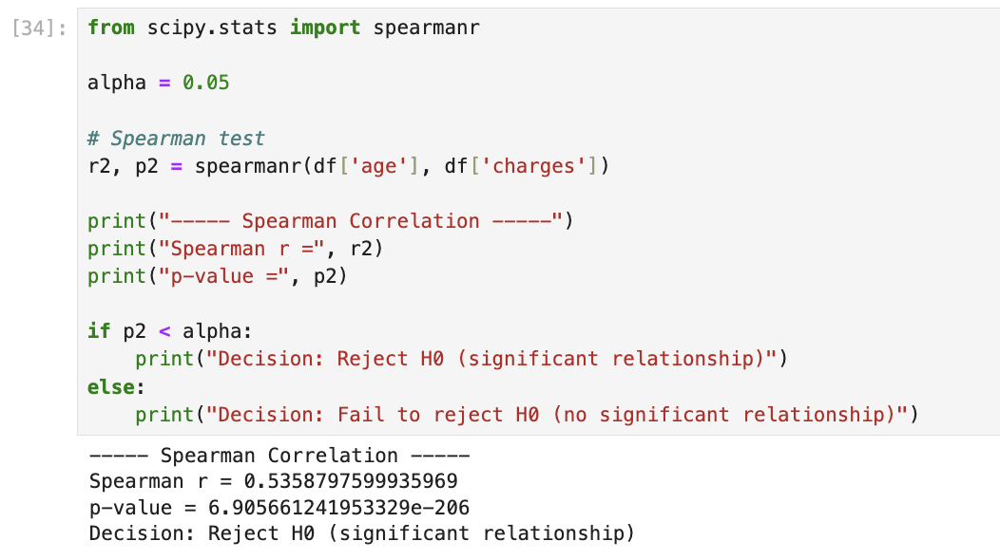 [34]: from scipy.stats import spearmanr
alpha = 0.05
# Spearman test
r2, p2 = spearmanr(df['age'], df['charges'])
print("----- Spearman Correlation -----")
print("Spearman r =", r2)
print("p-value =", p2)
if p2 < alpha:
    print("Decision: Reject H0 (significant relationship)")
else:
    print("Decision: Fail to reject H0 (no significant relationship)")
----- Spearman Correlation -----
Spearman r = 0.5358797599935969
p-value = 6.905661241953329e-206
Decision: Reject H0 (significant relationship)